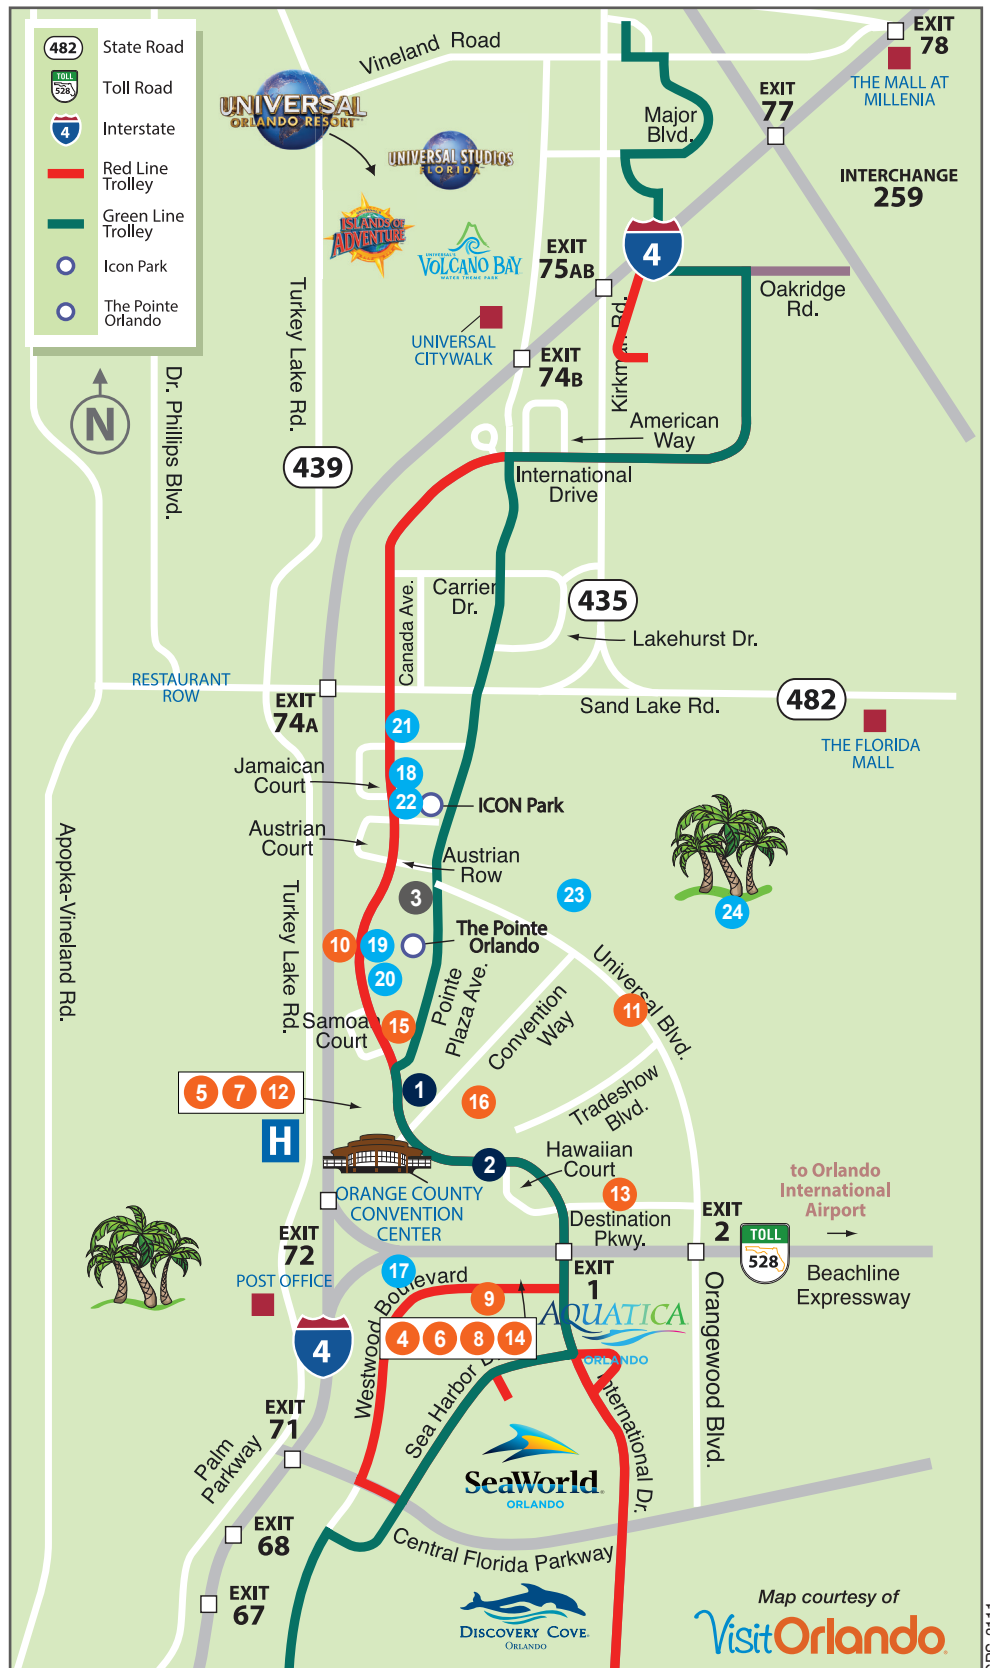 482
State Road
TOLL
528
Toll Road
4
Interstate
Red Line
Trolley
Green Line
Trolley
Icon Park
The Pointe
Orlando
Vineland Road
EXIT
78
THE MALL AT
MILLENIA
UNIVERSAL
ORLANDO RESORT
UNIVERSAL STUDIOS
FLORIDA
Major
Blvd.
EXIT
77
INTERCHANGE
259
ISLANDS OF
ADVENTURE
UNIVERSAL'S
VOLCANO BAY
WATER THEME PARK
EXIT
75AB
4
Oakridge
Rd.
Turkey Lake Rd.
UNIVERSAL
CITYWALK
EXIT
74B
Kirkman Rd.
Dr. Phillips Blvd.
N
American
Way
439
International
Drive
Canada Ave.
Carrier
Dr.
435
Lakehurst Dr.
RESTAURANT
ROW
EXIT
74A
Sand Lake Rd.
482
THE FLORIDA
MALL
21
Jamaican
Court
18
22
ICON Park
Apopka-Vineland Rd.
Austrian
Court
Austrian
Row
3
23
24
Turkey Lake Rd.
10
19
The Pointe
Orlando
20
Pointe
Plaza Ave.
Universal Blvd.
11
Samoan
Court
15
Convention
Way
5
7
12
1
16
Tradeshow
Blvd.
H
2
Hawaiian
Court
13
to Orlando
International
Airport
ORANGE COUNTY
CONVENTION
CENTER
EXIT
2
Destination
Pkwy.
TOLL
528
EXIT
72
POST OFFICE
17
EXIT
1
Beachline
Expressway
Westwood Boulevard
9
AQUATICA
ORLANDO
4
4
6
8
14
Orangewood Blvd.
Sea Harbor D
International Dr.
EXIT
71
Palm
Parkway
SeaWorld
ORLANDO
EXIT
68
Central Florida Parkway
EXIT
67
DISCOVERY COVE
ORLANDO
Map courtesy of
VisitOrlando